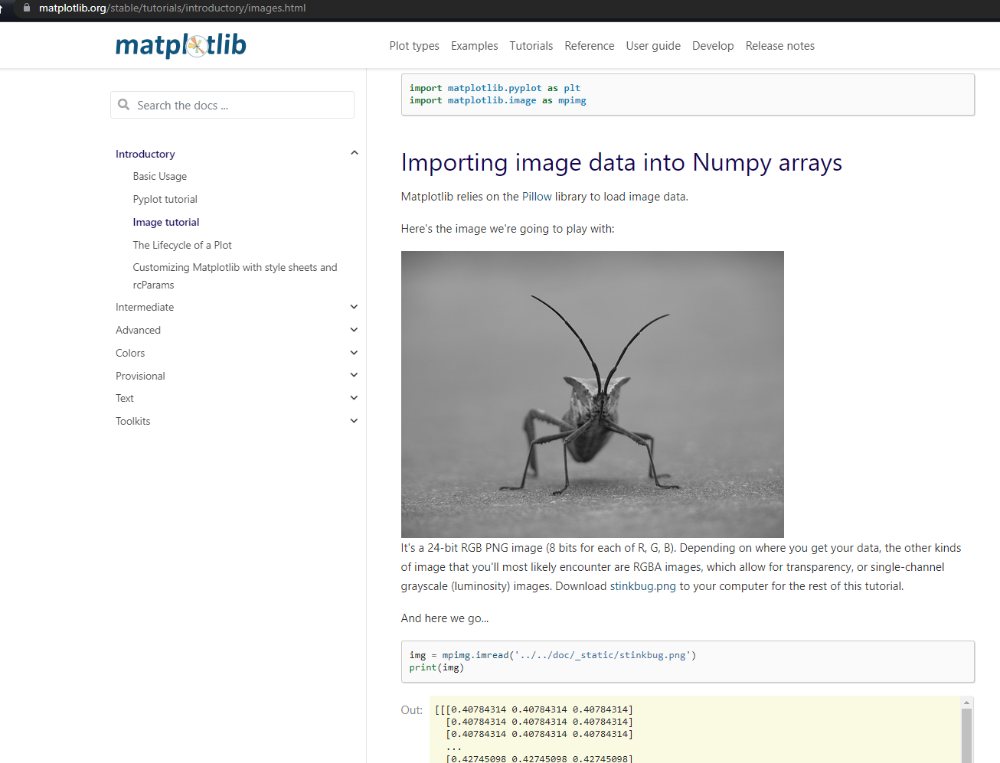 matplotlib.org/stable/tutorials/introductory/images.html
matplotlib
Plot types Examples Tutorials Reference User guide Develop Release notes
Search the docs ...
Introductory
Basic Usage
Pyplot tutorial
Image tutorial
The Lifecycle of a Plot
Customizing Matplotlib with style sheets and
rcParams
Intermediate
Advanced
Colors
Provisional
Text
Toolkits
import matplotlib.pyplot as plt
import matplotlib.image as mpimg
Importing image data into Numpy arrays
Matplotlib relies on the Pillow library to load image data.
Here's the image we're going to play with:
It's a 24-bit RGB PNG image (8 bits for each of R, G, B). Depending on where you get your data, the other kinds
of image that you'll most likely encounter are RGBA images, which allow for transparency, or single-channel
grayscale (luminosity) images. Download stinkbug.png to your computer for the rest of this tutorial.
And here we go...
img = mpimg.imread('../../doc/_static/stinkbug.png')
print(img)
Out:
[[[0.40784314 0.40784314 0.40784314]
[0.40784314 0.40784314 0.40784314]
[0.40784314 0.40784314 0.40784314]
...
[0.42745098 0.42745098 0.42745098]